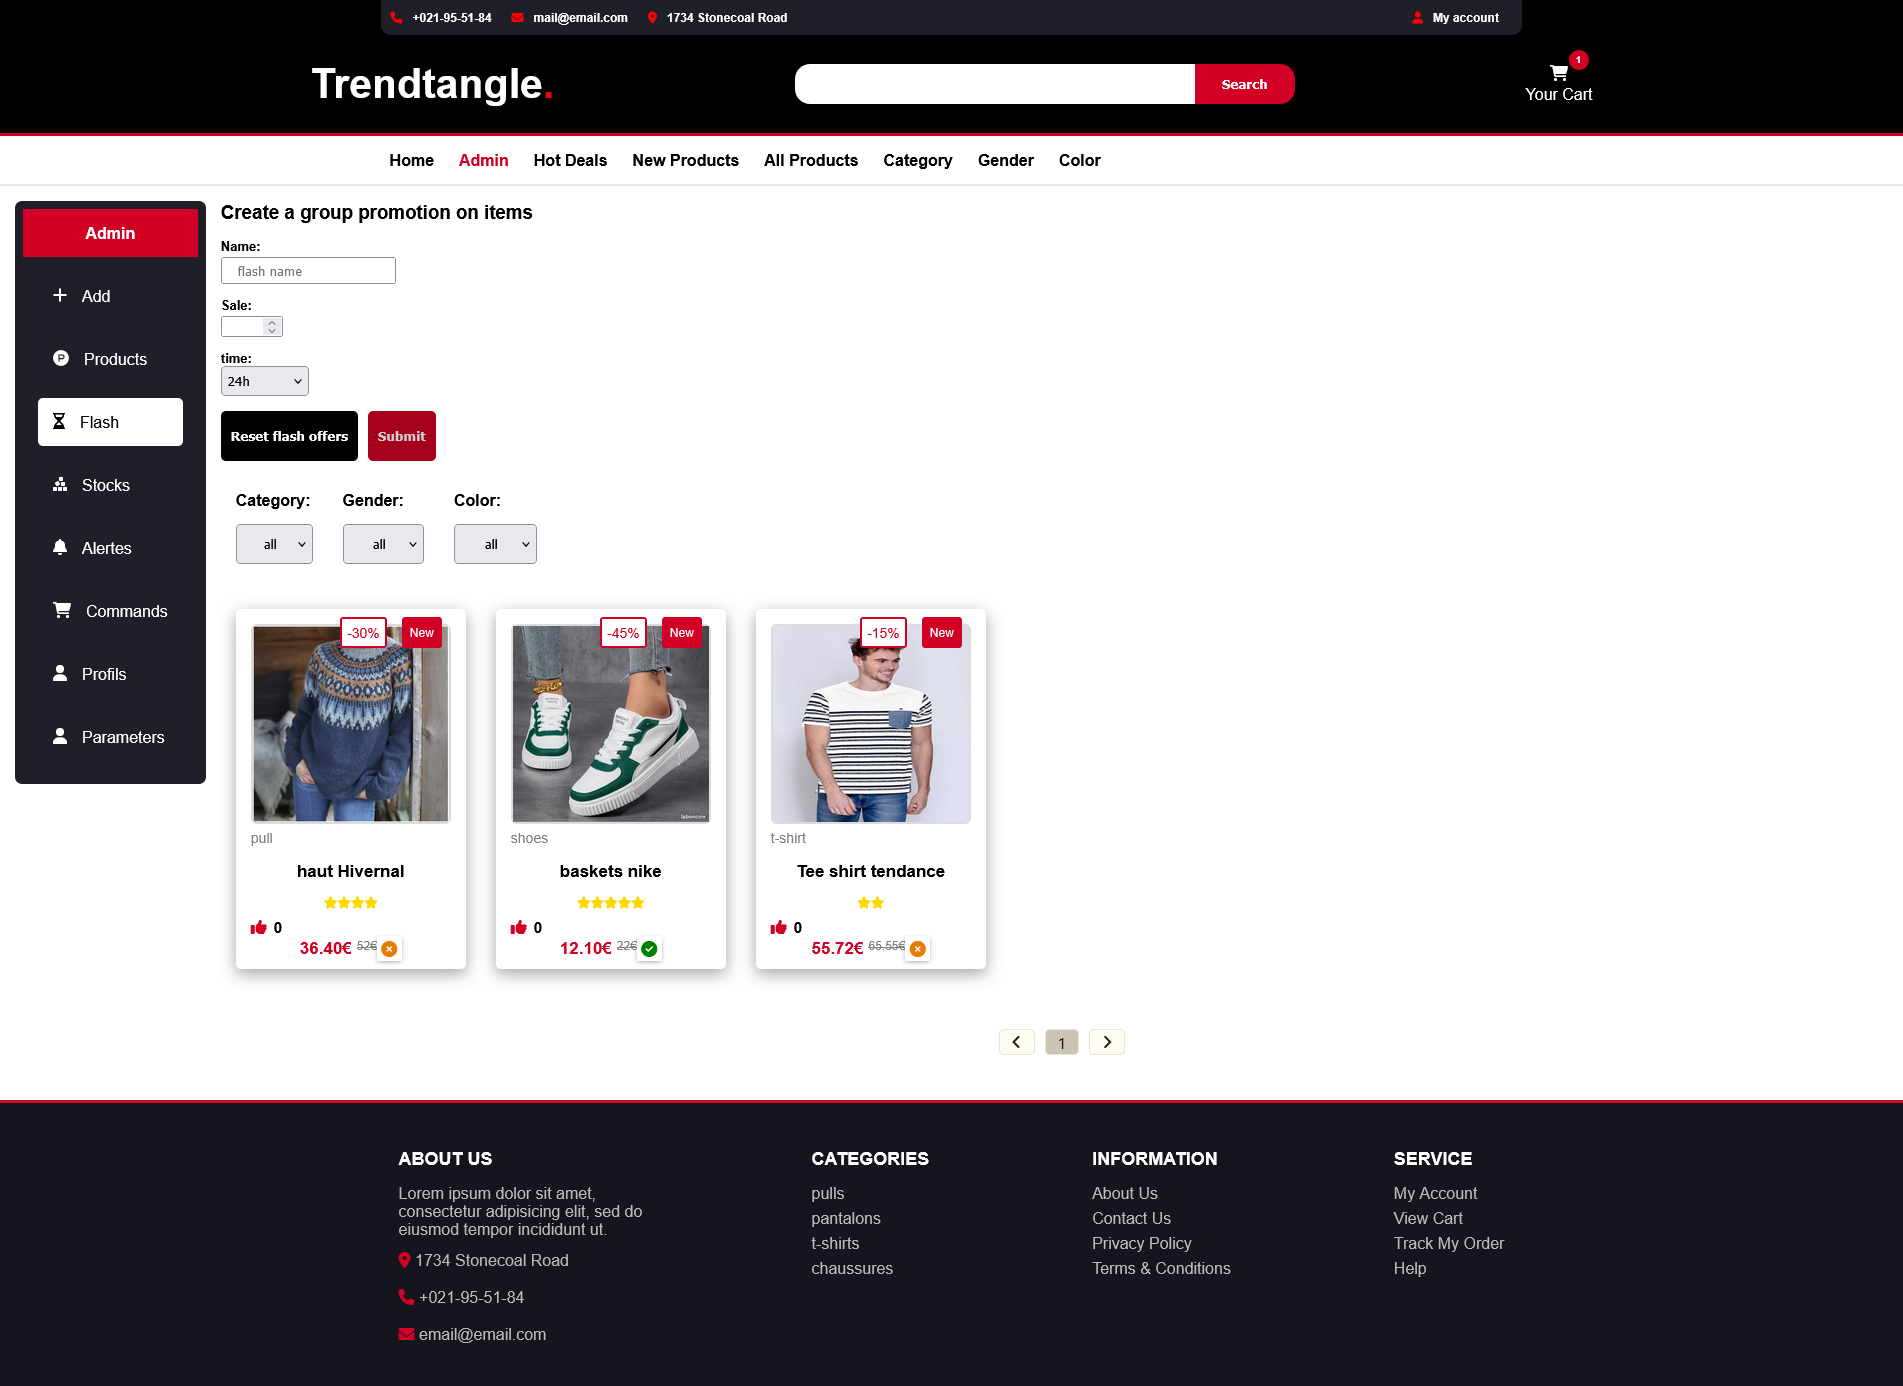 +021-95-51-84 mail@email.com 1734 Stonecoal Road My account
Trendtangle. Search 1
Your Cart
Home Admin Hot Deals New Products All Products Category Gender Color
Admin
Add
Products
Flash
Stocks
Alertes
Commands
Profils
Parameters
Create a group promotion on items
Name:
flash name
Sale:
time:
24h
Reset flash offers Submit
Category: Gender: Color:
all all all
-30% New
pull
haut Hivernal
0
36.40€ 52€
-45% New
leboncoin
shoes
baskets nike
0
12.10€ 22€
-15% New
t-shirt
Tee shirt tendance
0
55.72€ 65.55€
1
ABOUT US
Lorem ipsum dolor sit amet,
consectetur adipisicing elit, sed do
eiusmod tempor incididunt ut.
1734 Stonecoal Road
+021-95-51-84
email@email.com
CATEGORIES
pulls
pantalons
t-shirts
chaussures
INFORMATION
About Us
Contact Us
Privacy Policy
Terms & Conditions
SERVICE
My Account
View Cart
Track My Order
Help